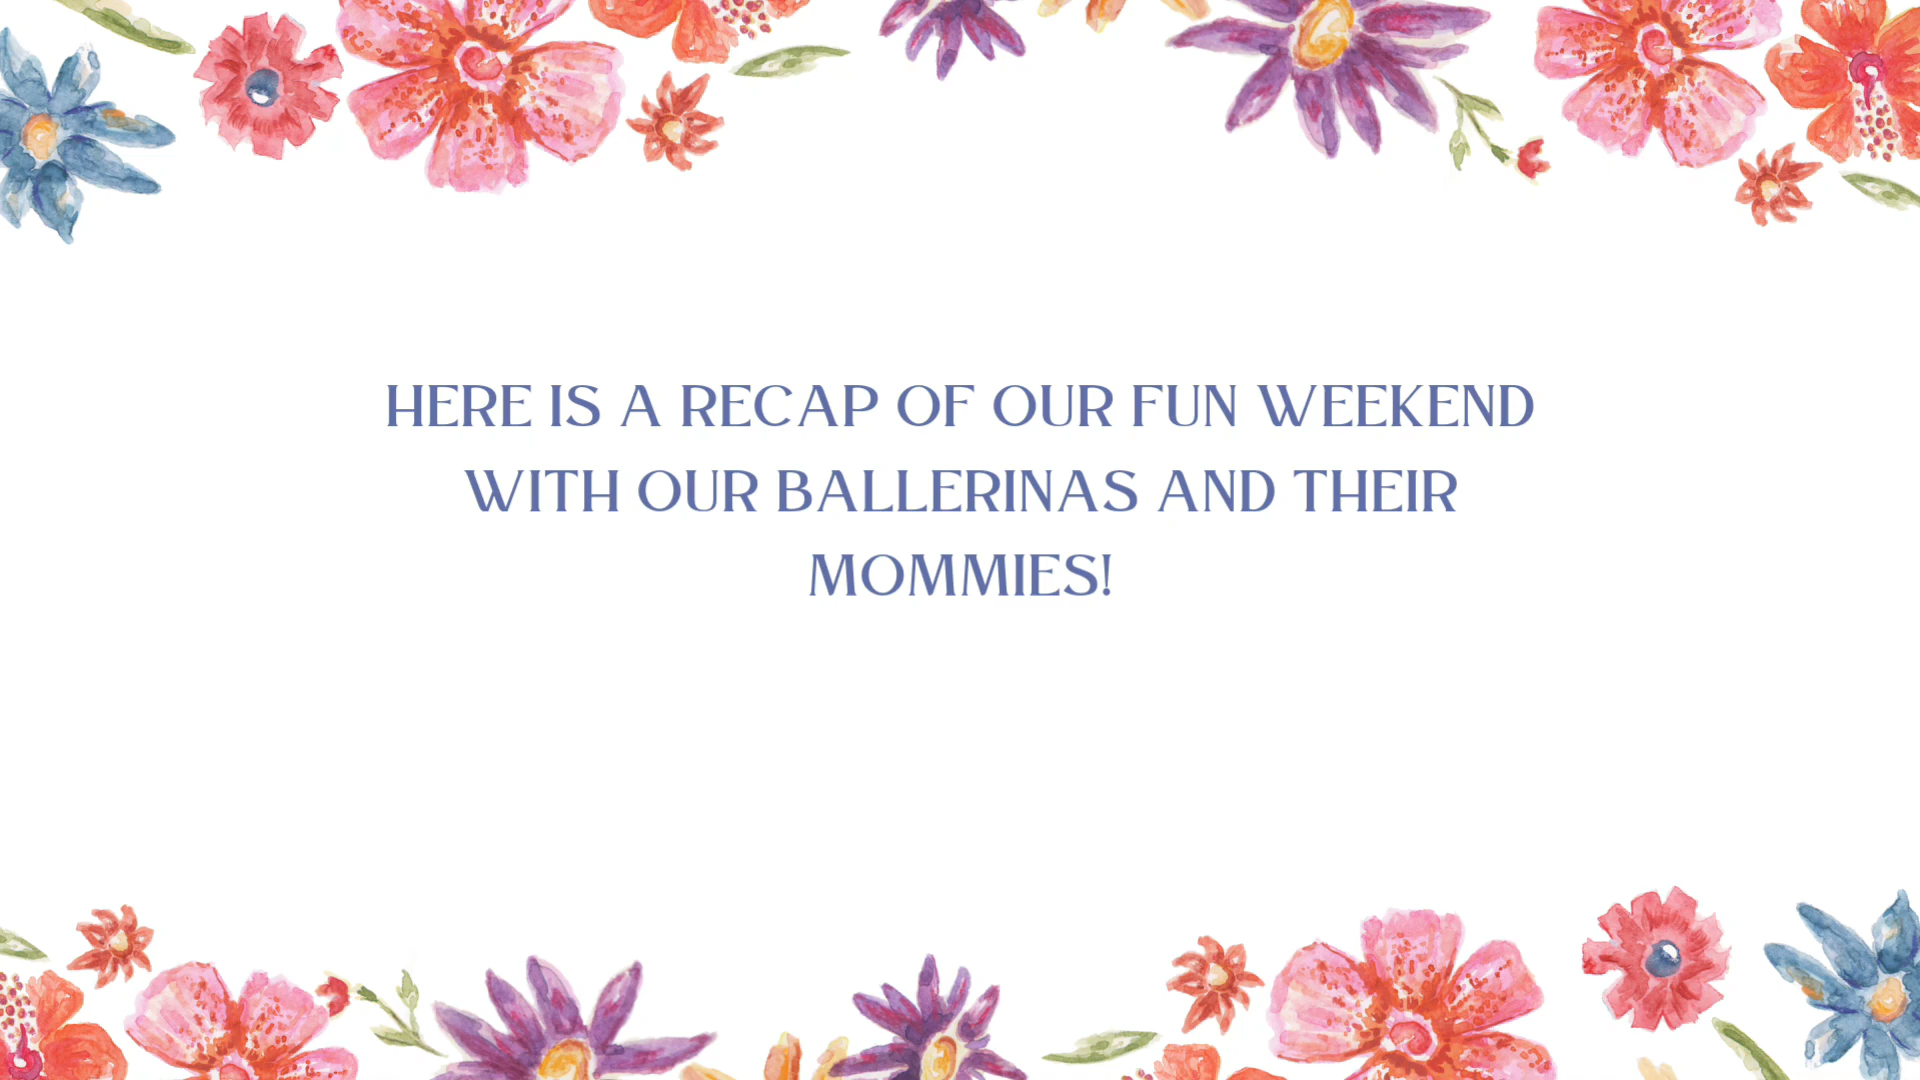 HERE IS A RECAP OF OUR FUN WEEKEND
WITH OUR BALLERINAS AND THEIR
MOMMIES!